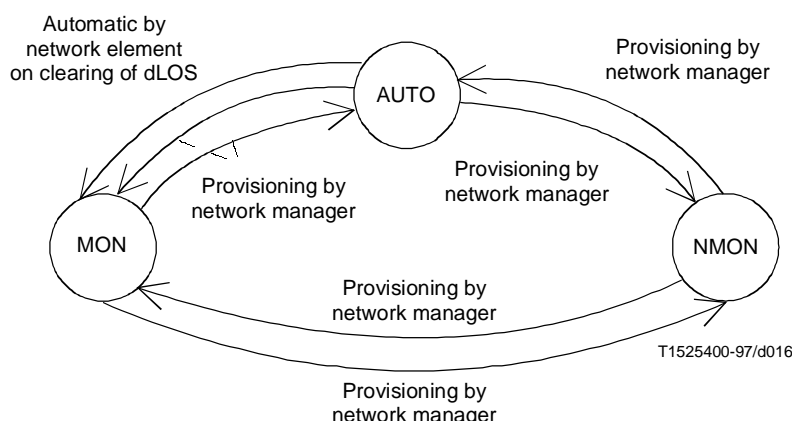 Automatic by
network element
on clearing of dLOS
AUTO
Provisioning by
network manager
Provisioning by
network manager
Provisioning by
network manager
MON
NMON
Provisioning by
network manager
T1525400-97/d016
Provisioning by
network manager